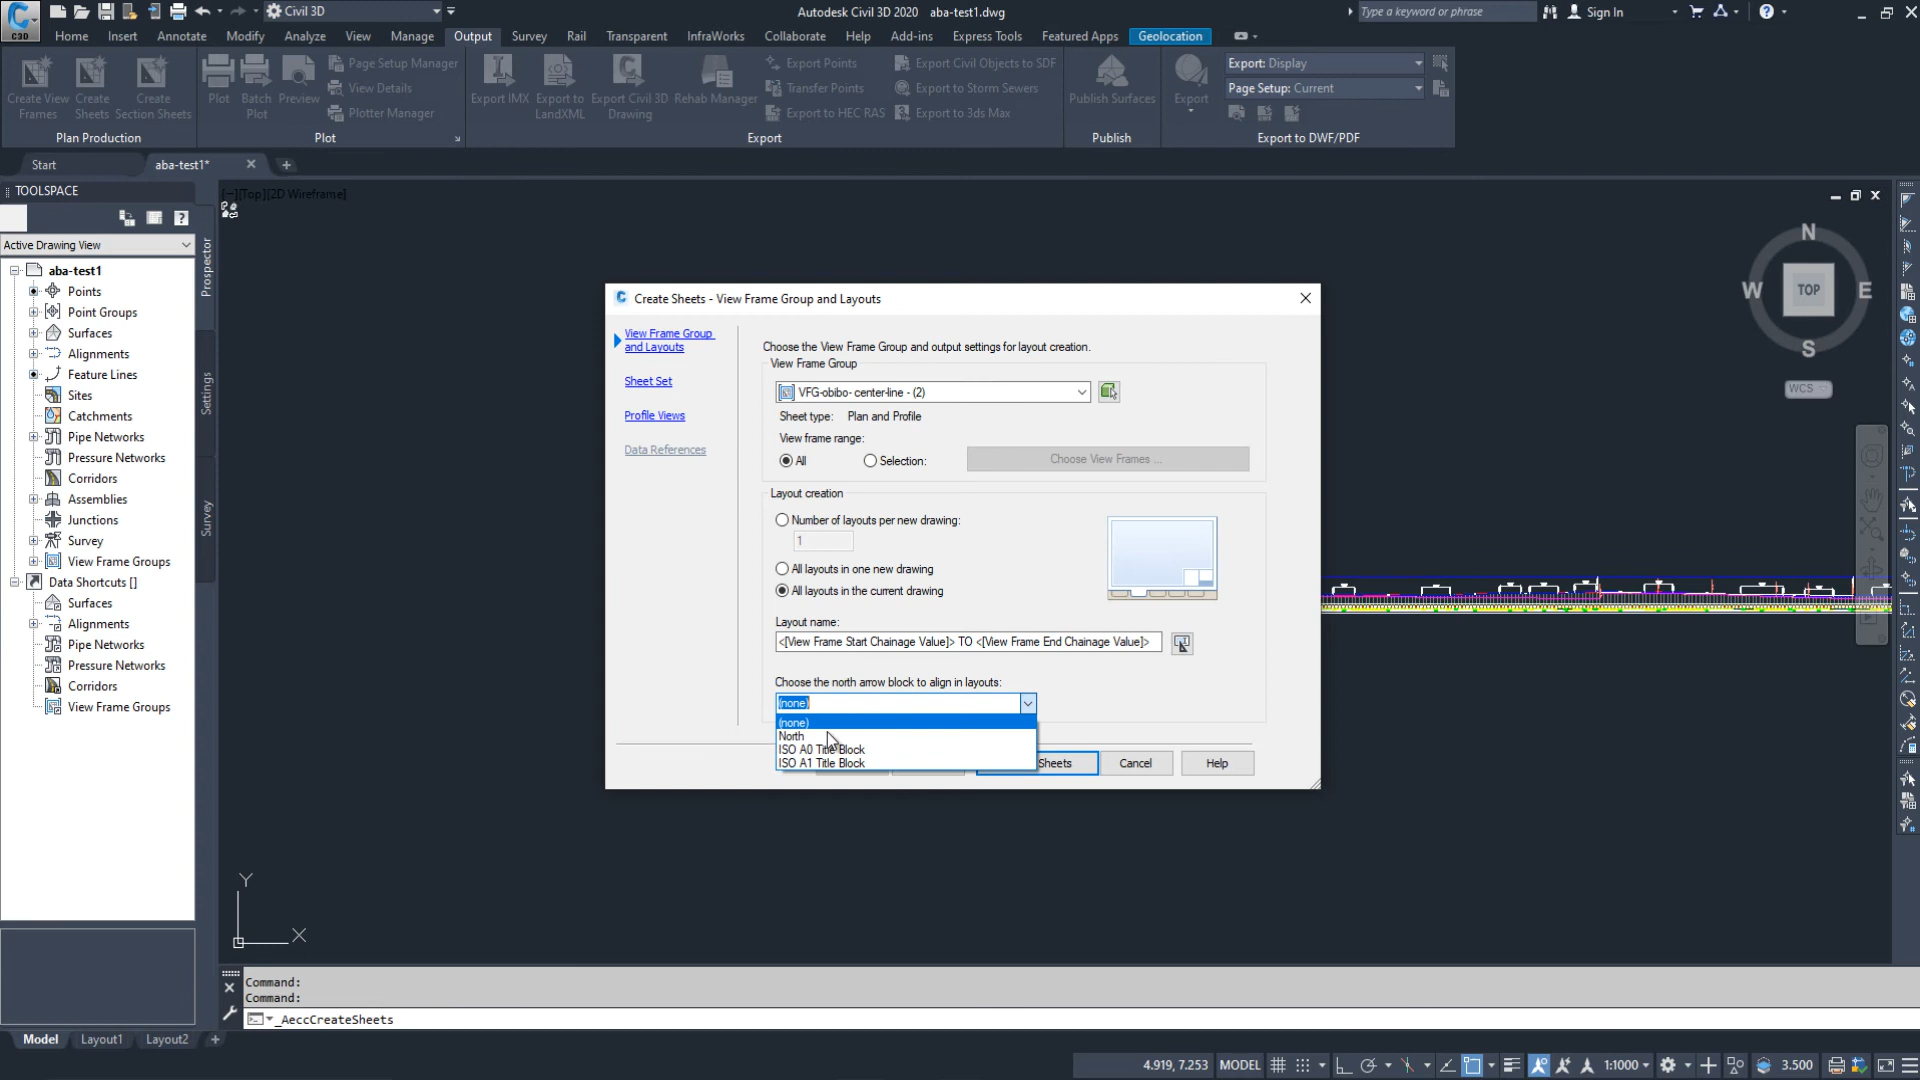 Civil 3D
Autodesk Civil 3D 2020 aba-test1.dwg
Type a keyword or phrase
Sign In
C3D
Home Insert Annotate Modify Analyze View Manage Output Survey Rail Transparent InfraWorks Collaborate Help Add-ins Express Tools Featured Apps Geolocation
Create View Frames
Create Sheets
Create Section Sheets
Plan Production
Plot
Batch Plot
Preview
Page Setup Manager
View Details
Plotter Manager
Plot
Export IMX
Export to LandXML
Export Civil 3D Drawing
Rehab Manager
Export Points
Transfer Points
Export to HEC RAS
Export Civil Objects to SDF
Export to Storm Sewers
Export to 3ds Max
Export
Publish Surfaces
Publish
Export
Export: Display
Page Setup: Current
Export to DWF/PDF
Start
aba-test1*
TOOLSPACE
Active Drawing View
aba-test1
Points
Point Groups
Surfaces
Alignments
Feature Lines
Sites
Catchments
Pipe Networks
Pressure Networks
Corridors
Assemblies
Junctions
Survey
View Frame Groups
Data Shortcuts []
Surfaces
Alignments
Pipe Networks
Pressure Networks
Corridors
View Frame Groups
Prospector
Settings
Survey
[−][Top][2D Wireframe]
N
W TOP E
S
WCS
Create Sheets - View Frame Group and Layouts
View Frame Group
and Layouts
Sheet Set
Profile Views
Data References
Choose the View Frame Group and output settings for layout creation.
View Frame Group
VFG-obibo- center-line - (2)
Sheet type: Plan and Profile
View frame range:
All Selection: Choose View Frames ...
Layout creation
Number of layouts per new drawing:
1
All layouts in one new drawing
All layouts in the current drawing
Layout name:
<[View Frame Start Chainage Value]> TO <[View Frame End Chainage Value]>
Choose the north arrow block to align in layouts:
(none)
(none)
North
ISO A0 Title Block
ISO A1 Title Block
Sheets Cancel Help
Y
X
Command:
Command:
_AeccCreateSheets
Model Layout1 Layout2
4.919, 7.253 MODEL 1:1000 3.500